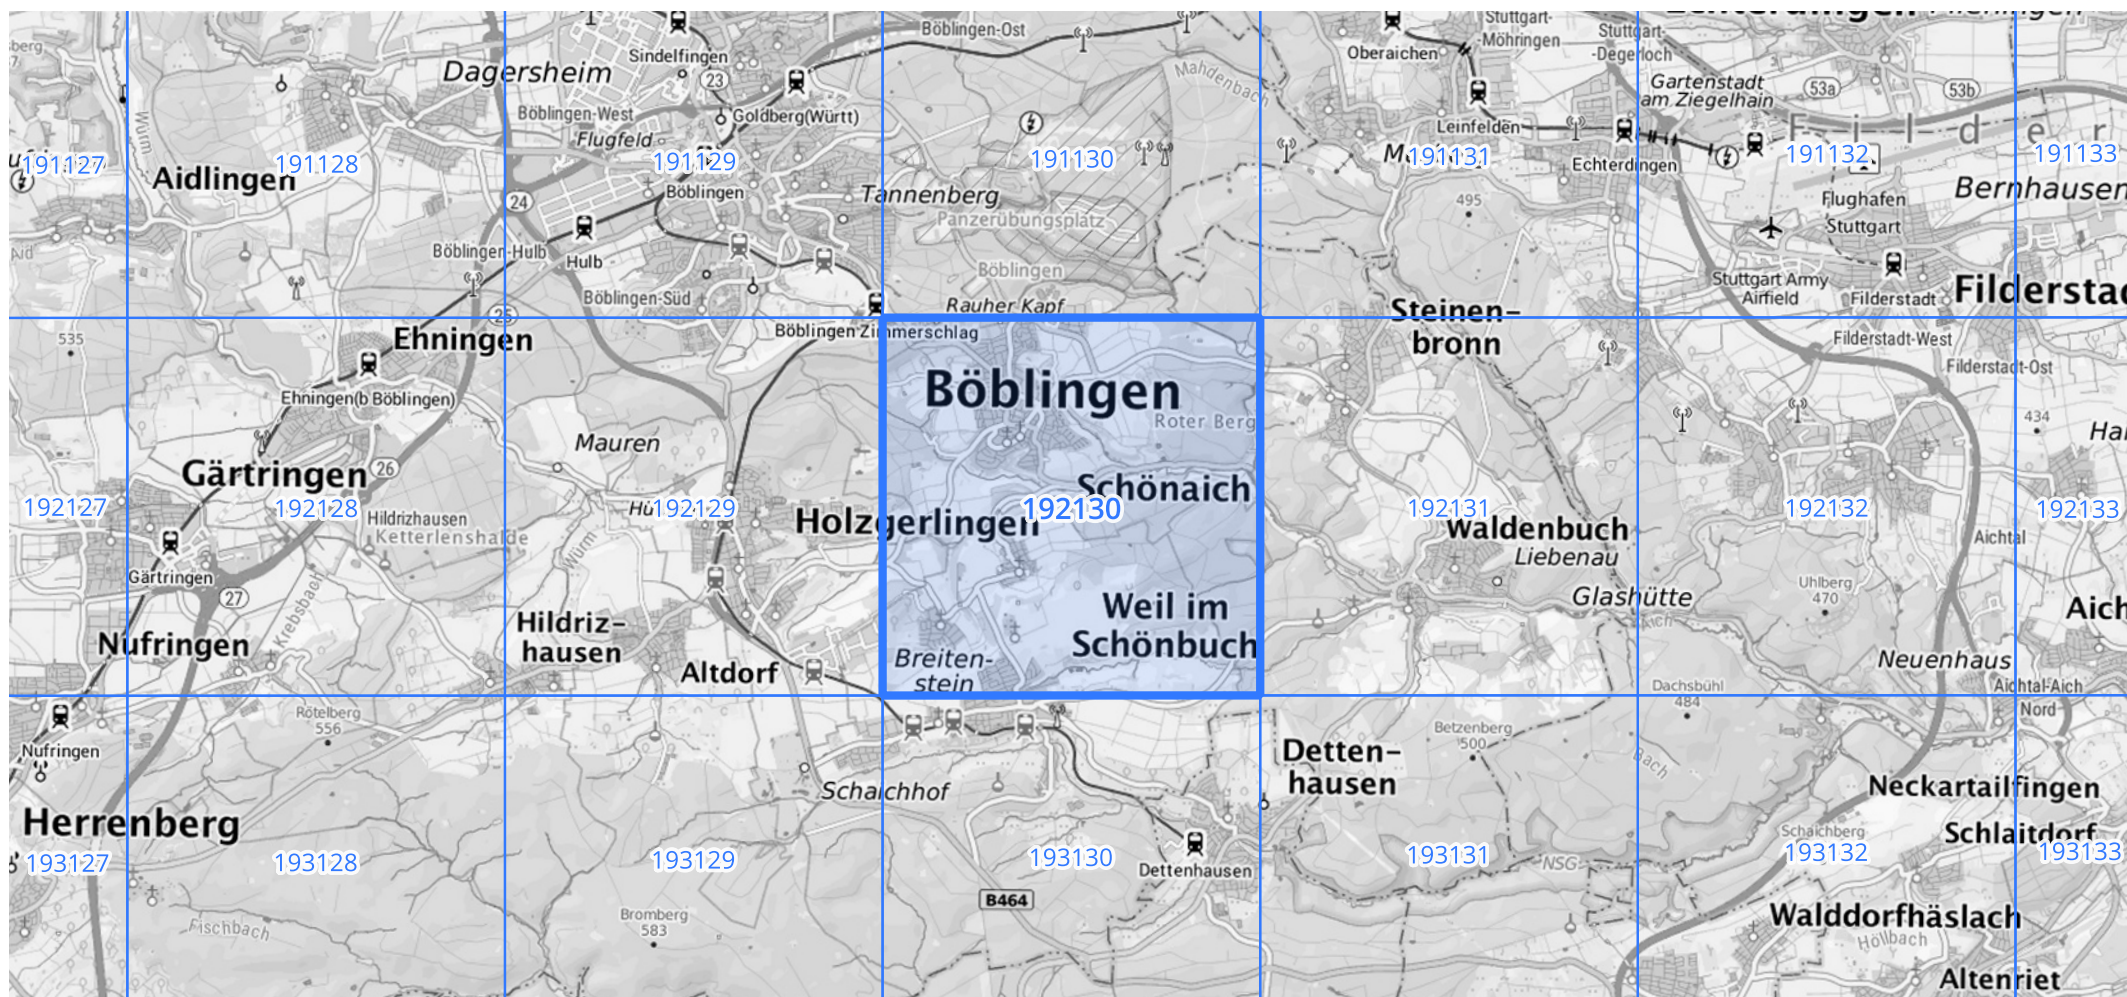 Böblingen-Ost
Stuttgart-
-Möhringen
Stuttgart-
-Degerloch
Sindelfingen
Oberaichen
Dagersheim
23
Mahdenbach
Gartenstadt
am Ziegelhain
53a
53b
Böblingen-West
Goldberg(Württ)
Flugfeld
Leinfelden
F i l d e r
Würm
191127
191128
191129
191130
191131
191132
191133
Echterdingen
Aidlingen
Böblingen
Tannenberg
Bernhausen
24
495
Flughafen
Stuttgart
Panzerübungsplatz
Böblingen
Aid
Böblingen-Hulb
Hulb
Böblingen-Süd
Rauher Kapf
Stuttgart Army
Airfield
Filderstadt
Filderstad
25
Steinen-
bronn
535
Ehningen
Böblingen Zimmerschlag
Filderstadt-West
Filderstadt-Ost
Ehningen(b Böblingen)
Böblingen
Roter Berg
434
Mauren
Gärtringen
26
Schönaich
192127
192128
192129
192130
192131
192132
192133
Hildrizhausen
Ketterlenshalde
Holzgerlingen
Waldenbuch
Liebenau
Aichtal
Würm
Gärtringen
27
Krebsbach
Uhlberg
470
Glashütte
Aich
Weil im
Schönbuch
Hildriz-
hausen
Nufringen
Altdorf
Breiten-
stein
Neuenhaus
Aichtal-Aich
Nord
Rötelberg
556
Dachsbühl
484
Betzenberg
500
Nufringen
Detten-
hausen
Bach
Schaichhof
Neckartailfingen
Herrenberg
Schaichberg
Schlaitdorf
193127
193128
193129
193130
193131
193132
193133
Dettenhausen
NSG
B464
Bromberg
583
Fischbach
Walddorfhäslach
Höllbach
Altenriet